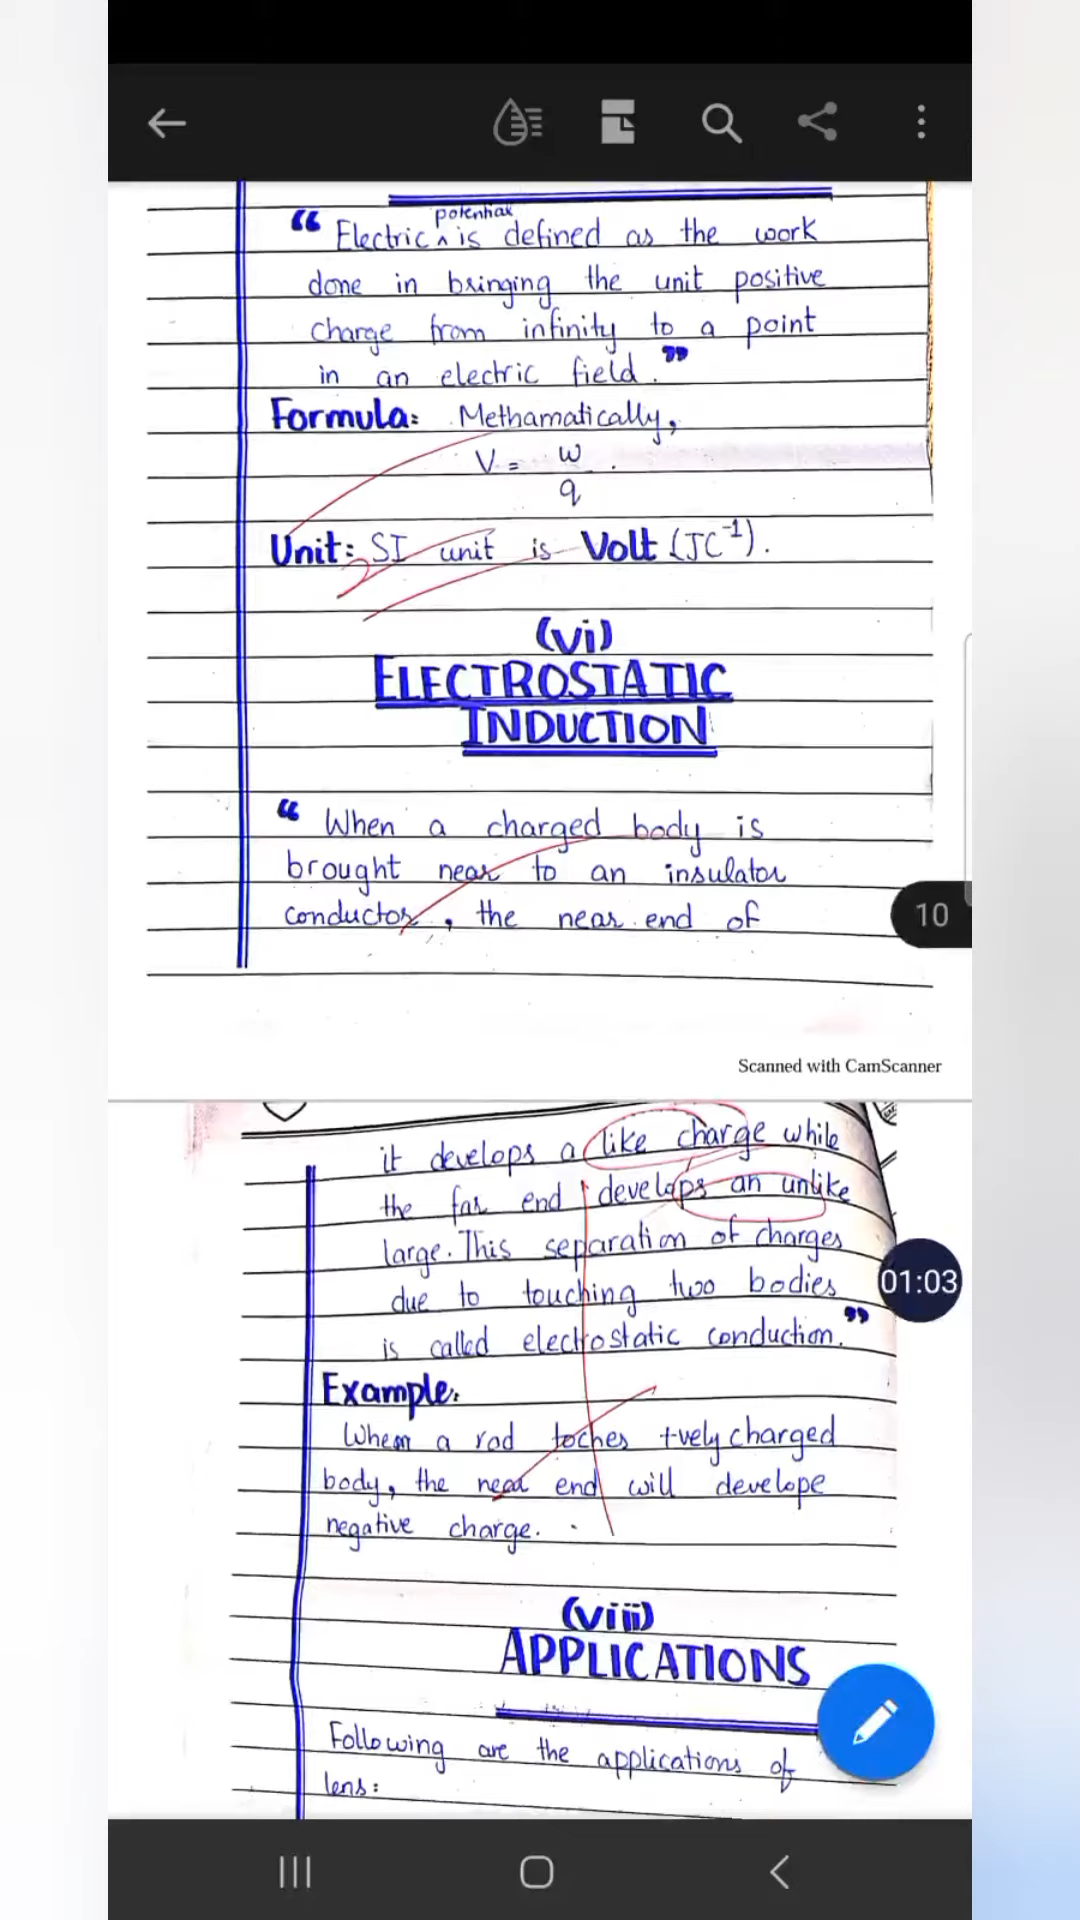 potential
“ Electric ^ is defined as the work
done in bringing the unit positive
charge from infinity to a point
in an electric field. ”
Formula: Methamatically,
V = w
q
Unit: SI unit is Volt (JC⁻¹).
(vi)
ELECTROSTATIC
INDUCTION
“ When a charged body is
brought near to an insulator
conductor, the near end of
10
Scanned with CamScanner
it develops a like charge while
the far end develops an unlike
large. This separation of charges
due to touching two bodies
01:03
is called electrostatic conduction. ”
Example:
When a rod toches +vely charged
body, the near end will develope
negative charge.
(viii)
APPLICATIONS
Following are the applications of
lens: